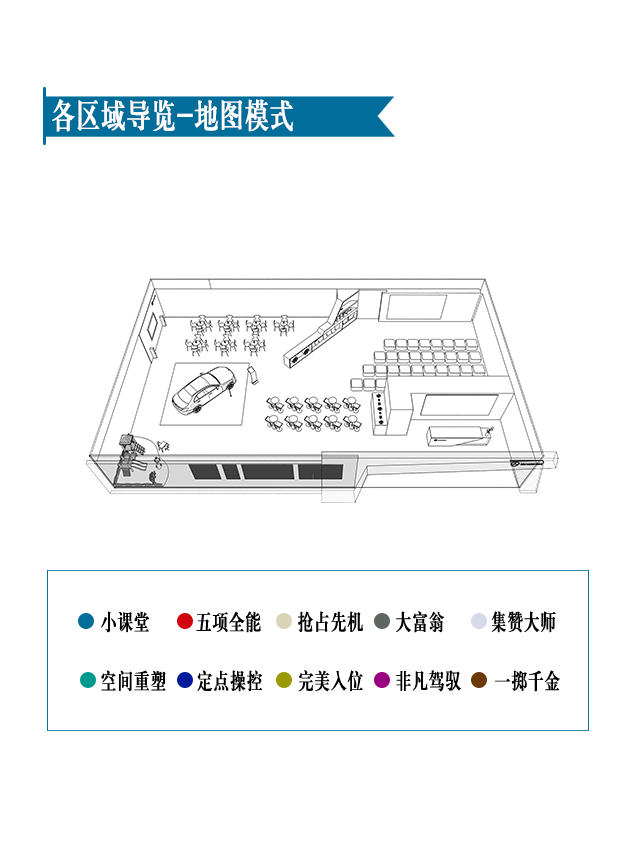 各区域导览-地图模式
小课堂 五项全能 抢占先机 大富翁 集赞大师
空间重塑 定点操控 完美入位 非凡驾驭 一掷千金